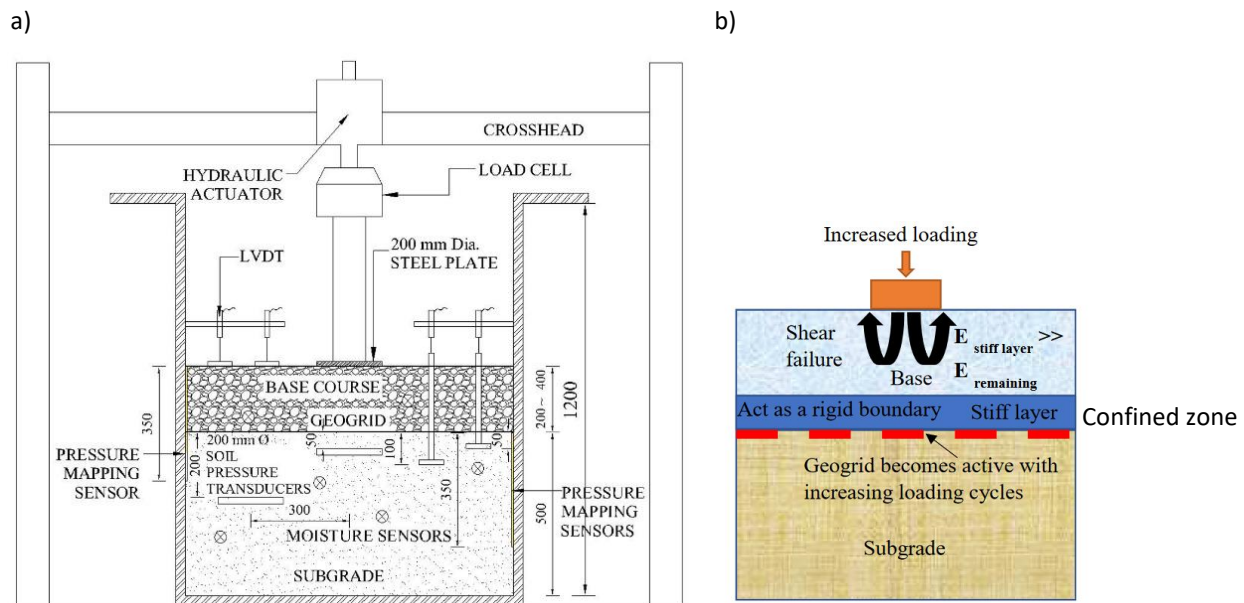 a)
CROSSHEAD
HYDRAULIC
ACTUATOR
LOAD CELL
LVDT
200 mm Dia.
STEEL PLATE
BASE COURSE
GEOGRID
200 ~ 400
1200
350
50
50
100
200 mm Ø
SOIL
PRESSURE
TRANSDUCERS
200
350
PRESSURE
MAPPING
SENSOR
300
MOISTURE SENSORS
PRESSURE
MAPPING
SENSORS
500
SUBGRADE
b)
Increased loading
Shear
failure
Base
E stiff layer >>
E remaining
Act as a rigid boundary
Stiff layer
Confined zone
Geogrid becomes active with
increasing loading cycles
Subgrade